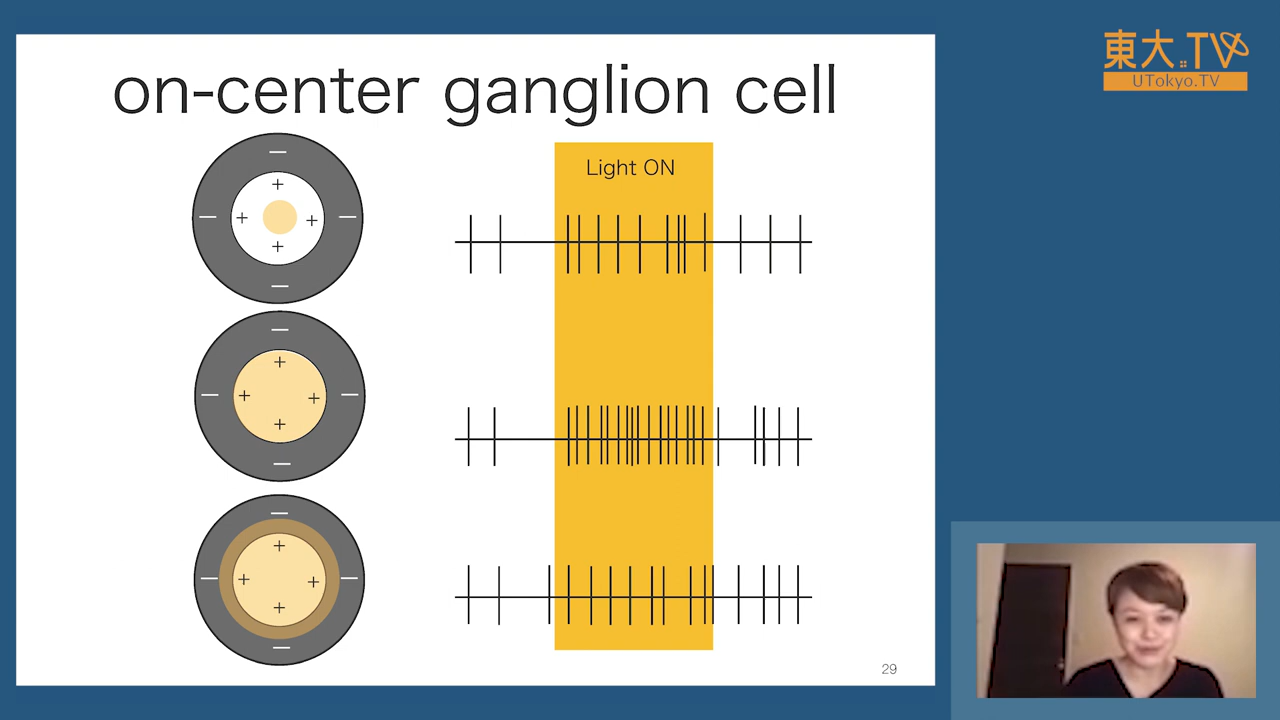 on-center ganglion cell
東大.TV
UTokyo.TV
Light ON
−
+
− + + −
+
−
−
+
− + + −
+
−
−
+
− + + −
+
−
29